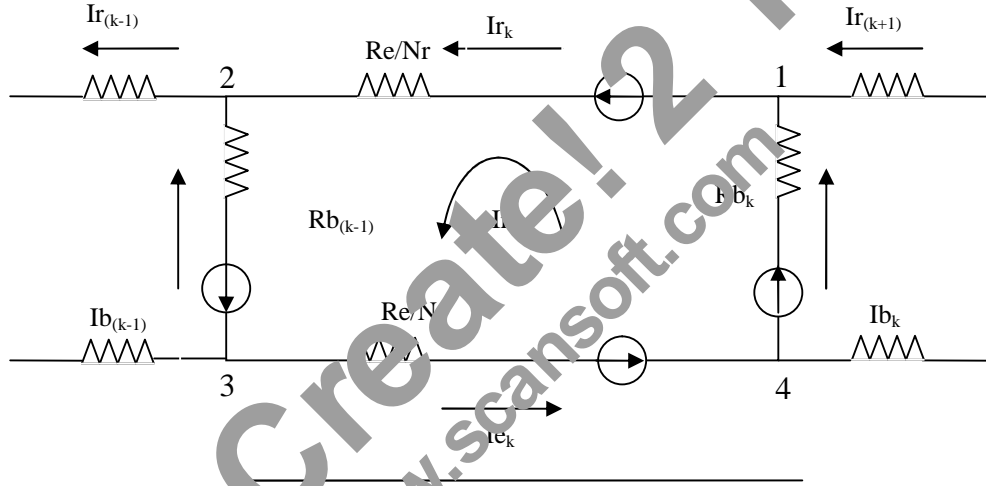 Ir(k-1) Irk Ir(k+1)
Re/Nr
2 1
Rb(k-1) Rbk
Ib(k-1) Re/N Ibk
3 4
Iek
Create! 2
www.scansoft.com